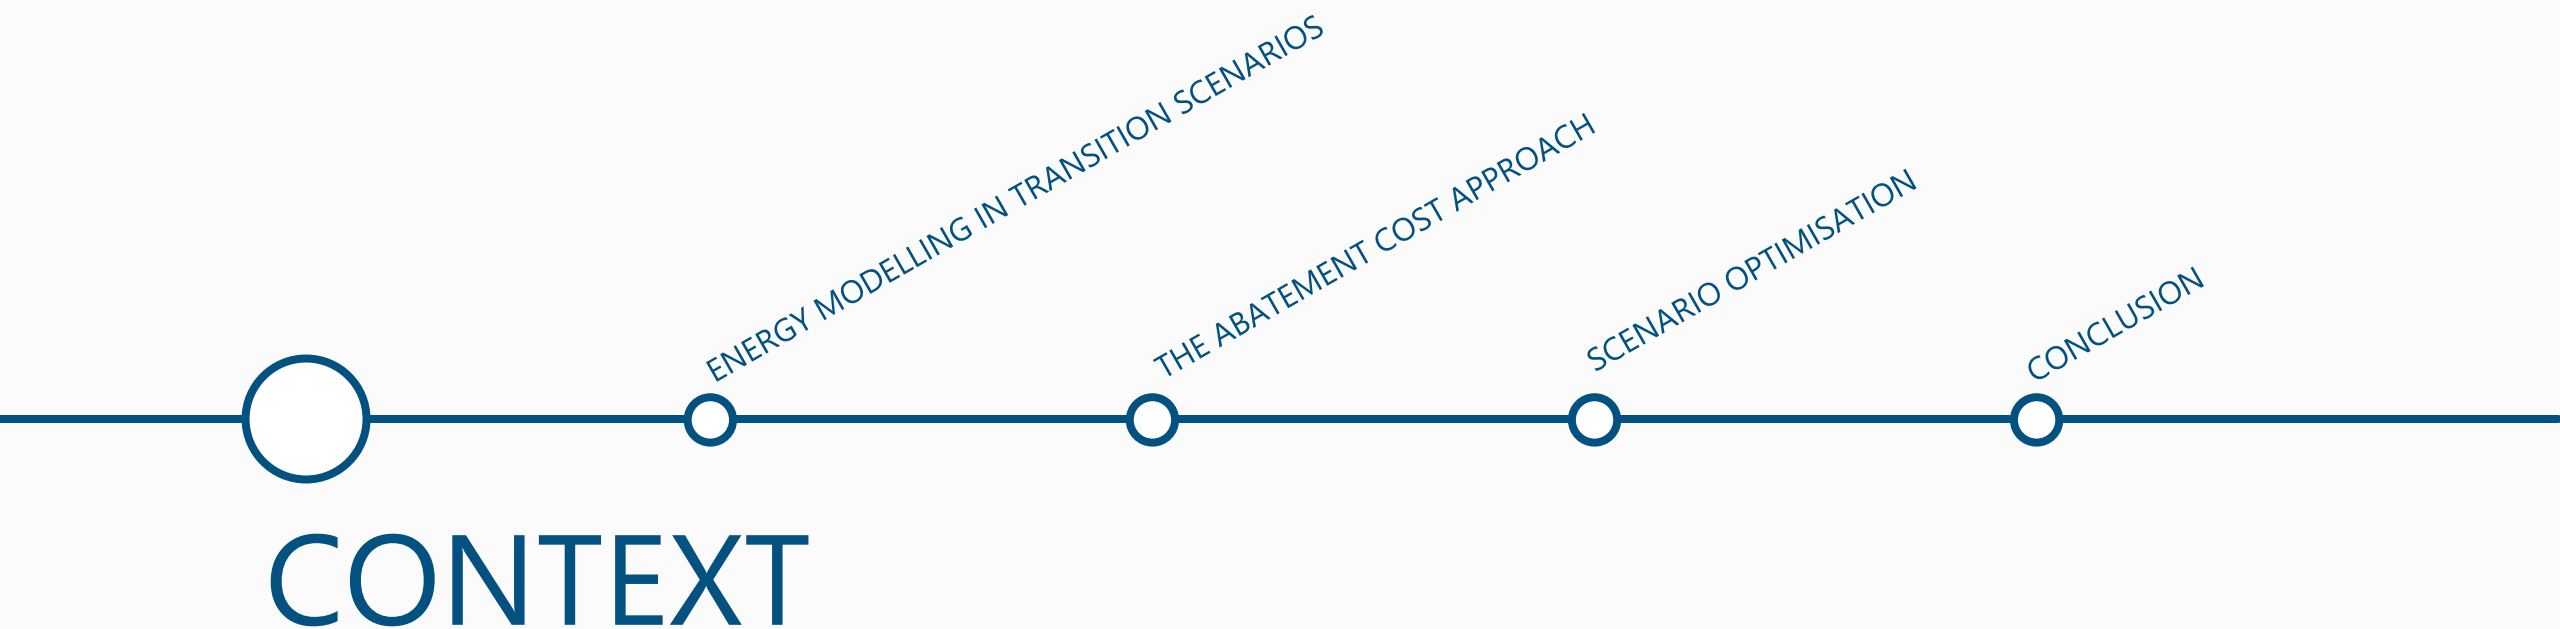 ENERGY MODELLING IN TRANSITION SCENARIOS
THE ABATEMENT COST APPROACH
SCENARIO OPTIMISATION
CONCLUSION
CONTEXT